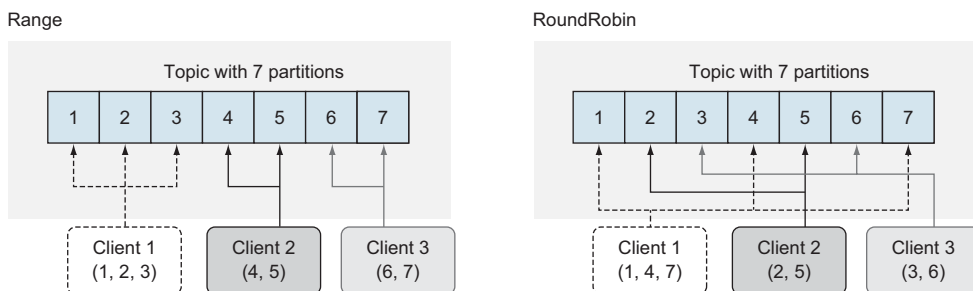 Range
Topic with 7 partitions
1 2 3 4 5 6 7
Client 1
(1, 2, 3)
Client 2
(4, 5)
Client 3
(6, 7)
RoundRobin
Topic with 7 partitions
1 2 3 4 5 6 7
Client 1
(1, 4, 7)
Client 2
(2, 5)
Client 3
(3, 6)